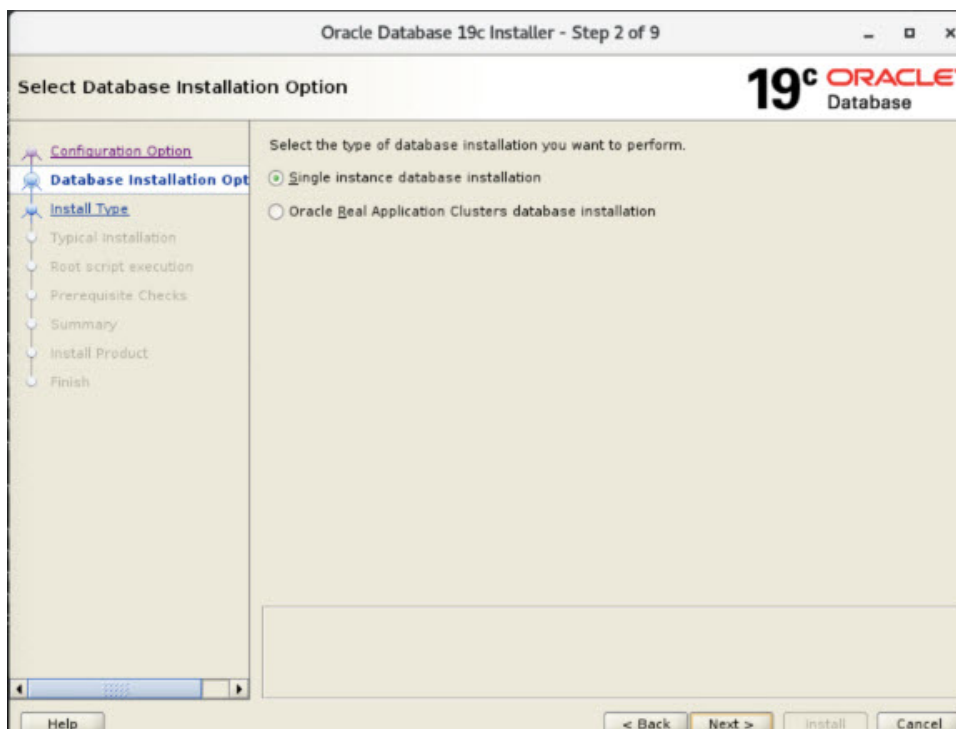 Oracle Database 19c Installer - Step 2 of 9
Select Database Installation Option
19c ORACLE
Database
Configuration Option
Database Installation Opt
Install Type
Typical Installation
Root script execution
Prerequisite Checks
Summary
Install Product
Finish
Select the type of database installation you want to perform.
Single instance database installation
Oracle Real Application Clusters database installation
Help
< Back
Next >
Install
Cancel